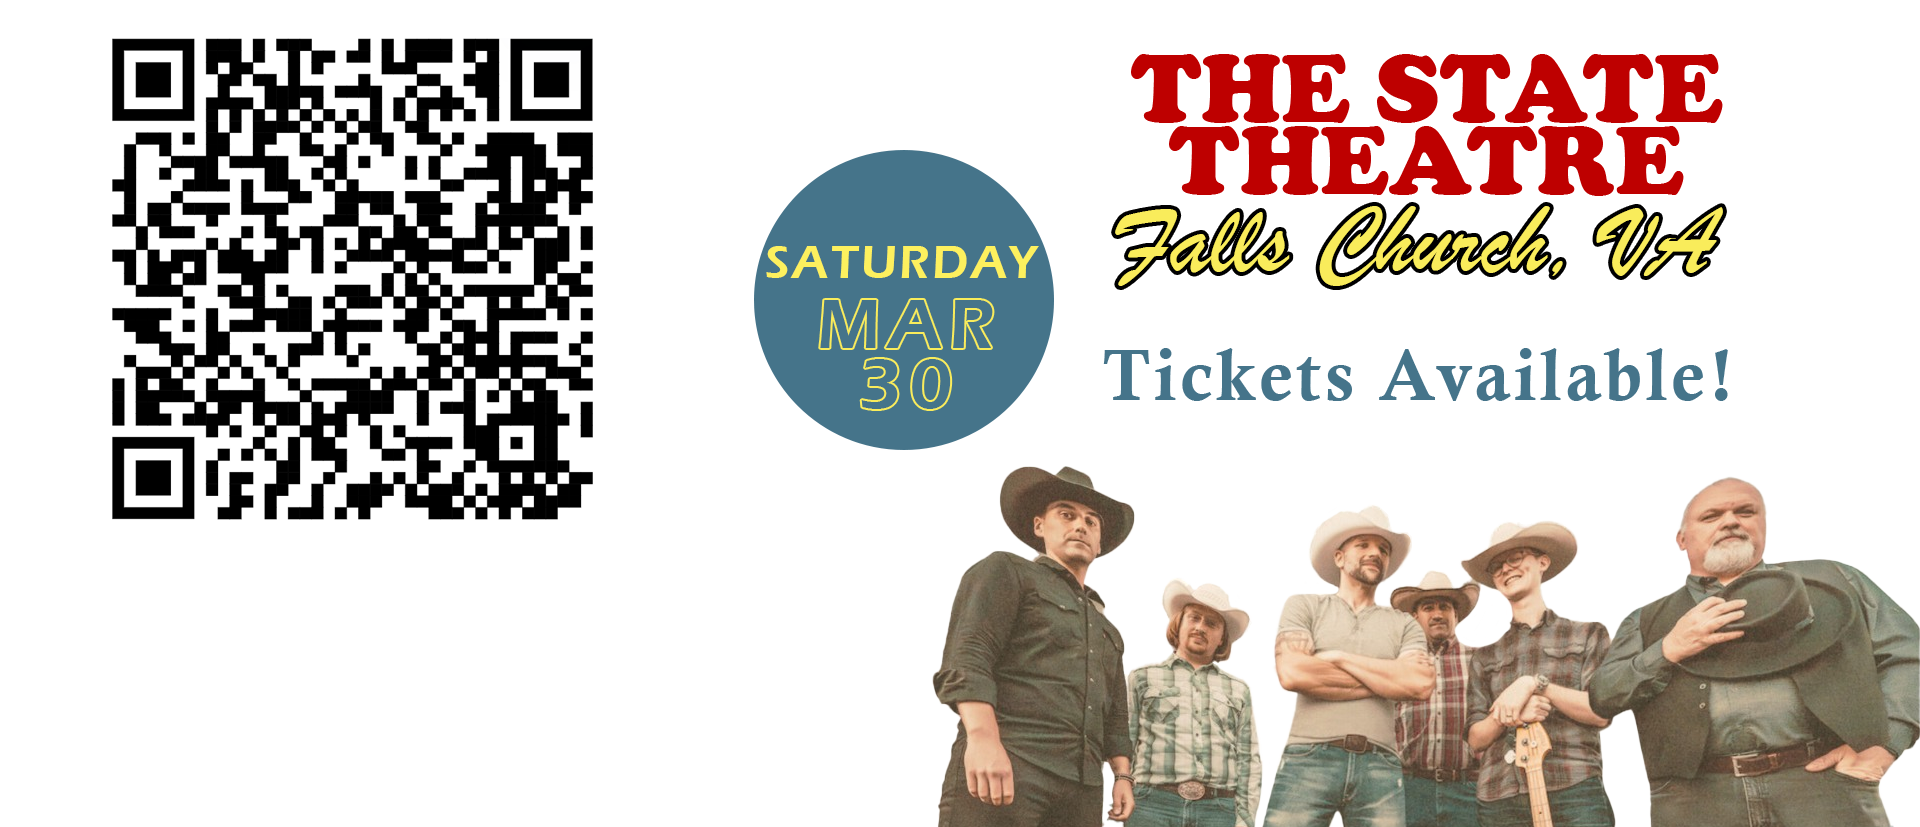 THE STATE
THEATRE
Falls Church, VA
SATURDAY
MAR
30
Tickets Available!